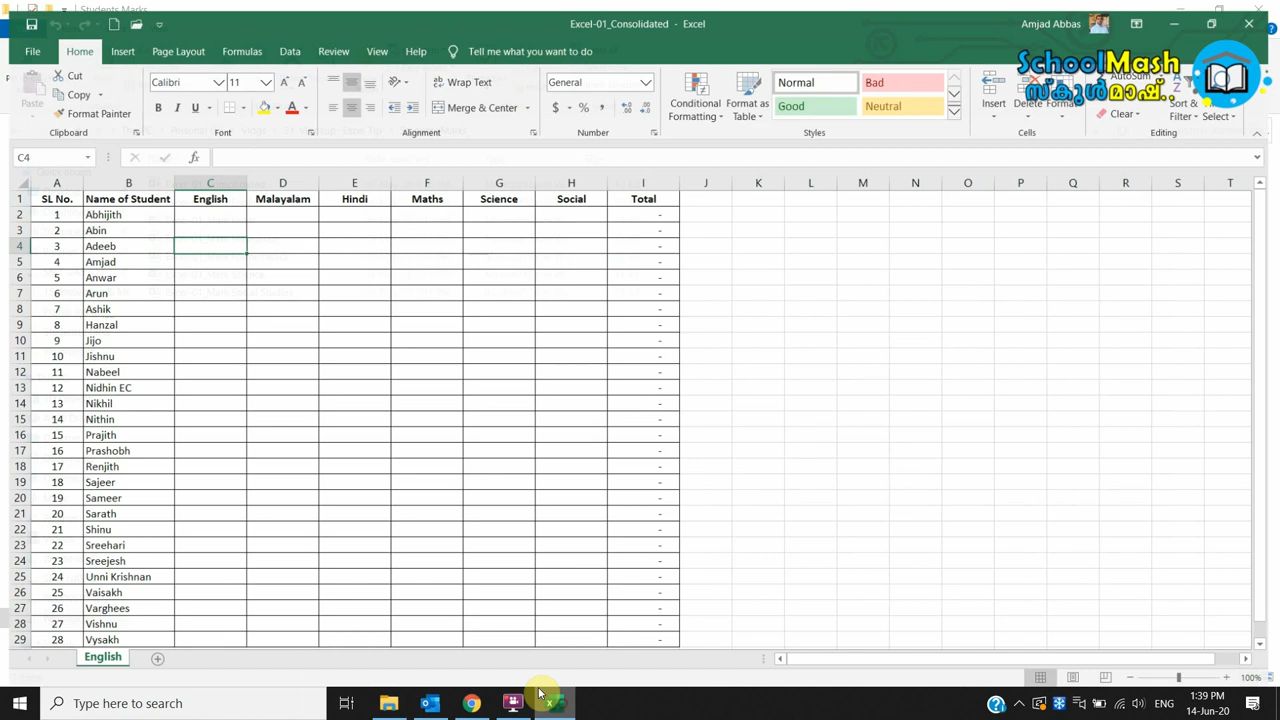 Excel-01_Consolidated - Excel
Amjad Abbas
File Home Insert Page Layout Formulas Data Review View Help Tell me what you want to do
SchoolMash
സ്കൂൾമാഷ്..
Paste Cut Copy Format Painter Clipboard
Calibri 11 B I U A Font
Wrap Text Merge & Center Alignment
General $ % , Number
Conditional Formatting Format as Table Normal Bad Good Neutral Styles
Insert Delete Format Cells
AutoSum Clear Sort & Filter Select Editing
C4 fx
A B C D E F G H I J K L M N O P Q R S T
1 SL No. Name of Student English Malayalam Hindi Maths Science Social Total
2 1 Abhijith -
3 2 Abin -
4 3 Adeeb -
5 4 Amjad -
6 5 Anwar -
7 6 Arun -
8 7 Ashik -
9 8 Hanzal -
10 9 Jijo -
11 10 Jishnu -
12 11 Nabeel -
13 12 Nidhin EC -
14 13 Nikhil -
15 14 Nithin -
16 15 Prajith -
17 16 Prashobh -
18 17 Renjith -
19 18 Sajeer -
20 19 Sameer -
21 20 Sarath -
22 21 Shinu -
23 22 Sreehari -
24 23 Sreejesh -
25 24 Unni Krishnan -
26 25 Vaisakh -
27 26 Varghees -
28 27 Vishnu -
29 28 Vysakh -
English
100%
Type here to search
ENG
1:39 PM
14-Jun-20